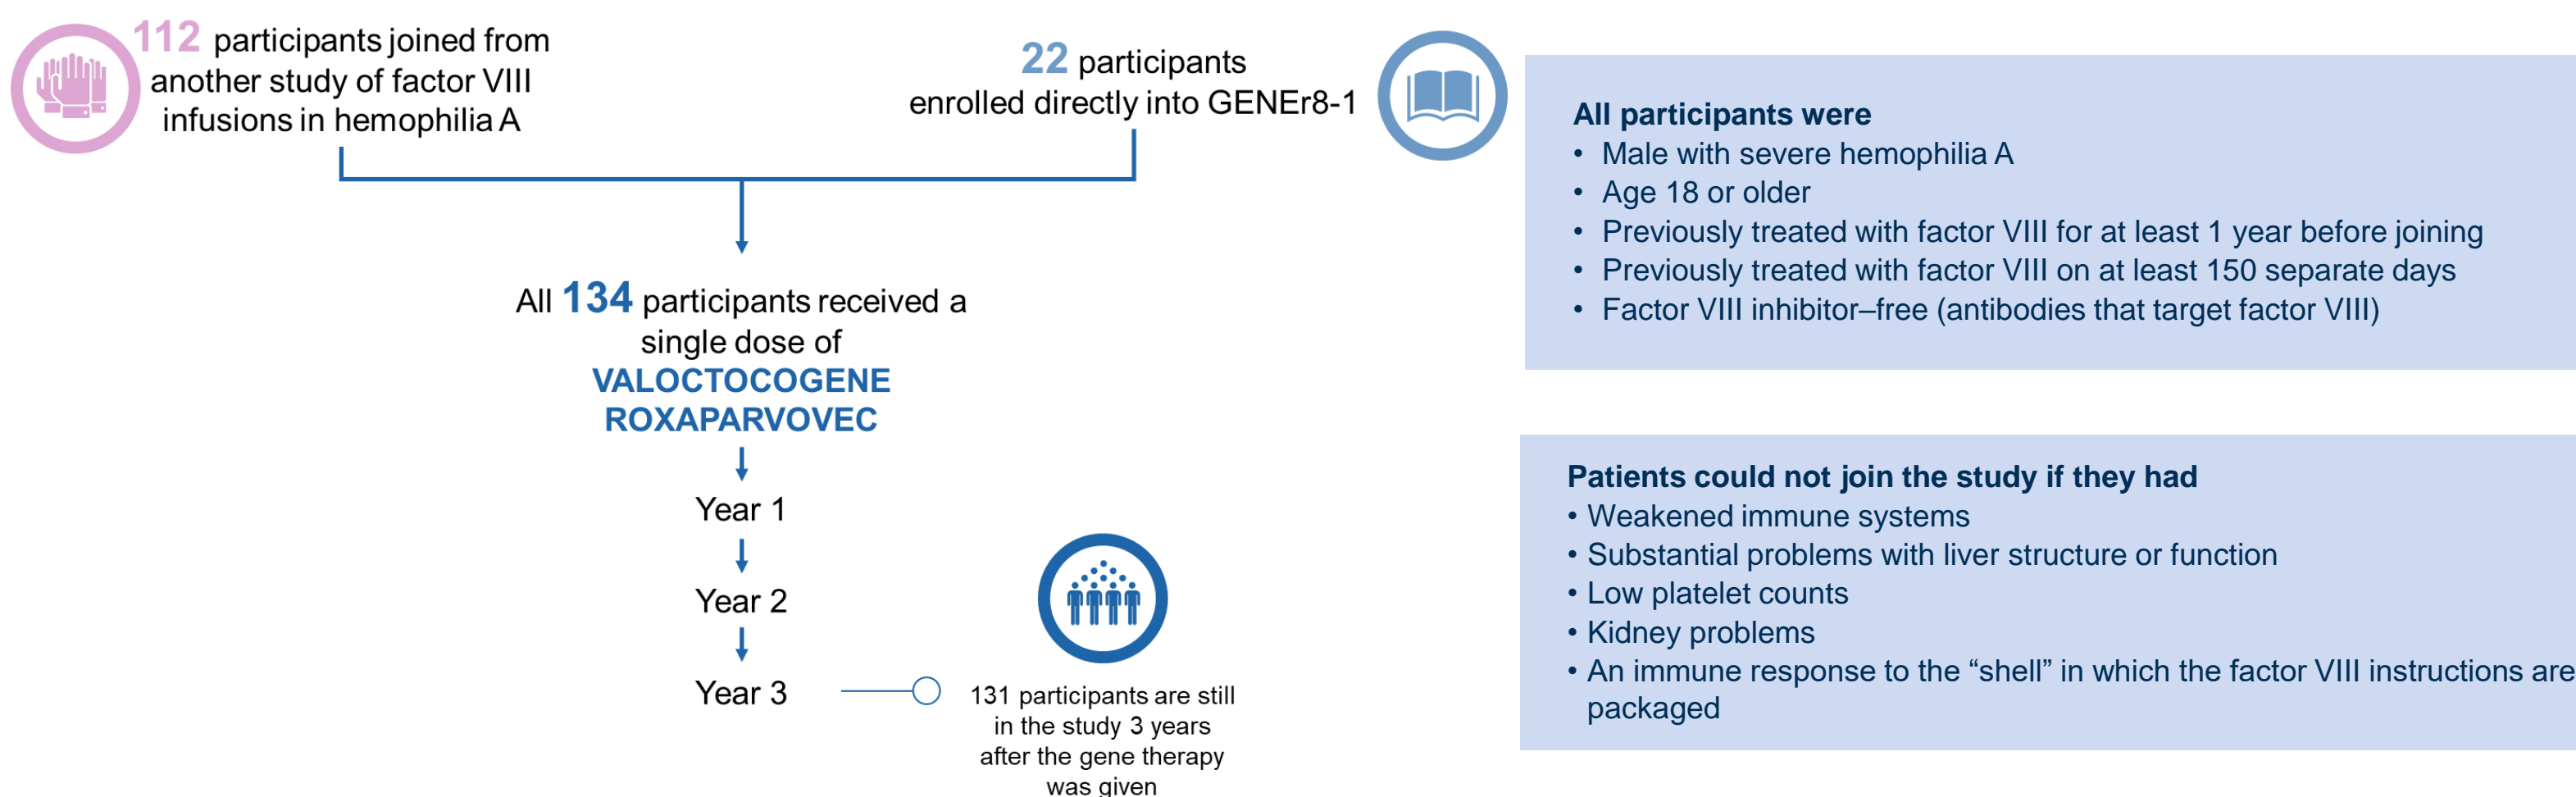 112 participants joined from
another study of factor VIII
infusions in hemophilia A
22 participants
enrolled directly into GENEr8-1
All 134 participants received a
single dose of
VALOCTOCOGENE
ROXAPARVOVEC
Year 1
Year 2
Year 3
131 participants are still
in the study 3 years
after the gene therapy
was given
All participants were
• Male with severe hemophilia A
• Age 18 or older
• Previously treated with factor VIII for at least 1 year before joining
• Previously treated with factor VIII on at least 150 separate days
• Factor VIII inhibitor–free (antibodies that target factor VIII)
Patients could not join the study if they had
• Weakened immune systems
• Substantial problems with liver structure or function
• Low platelet counts
• Kidney problems
• An immune response to the “shell” in which the factor VIII instructions are
packaged